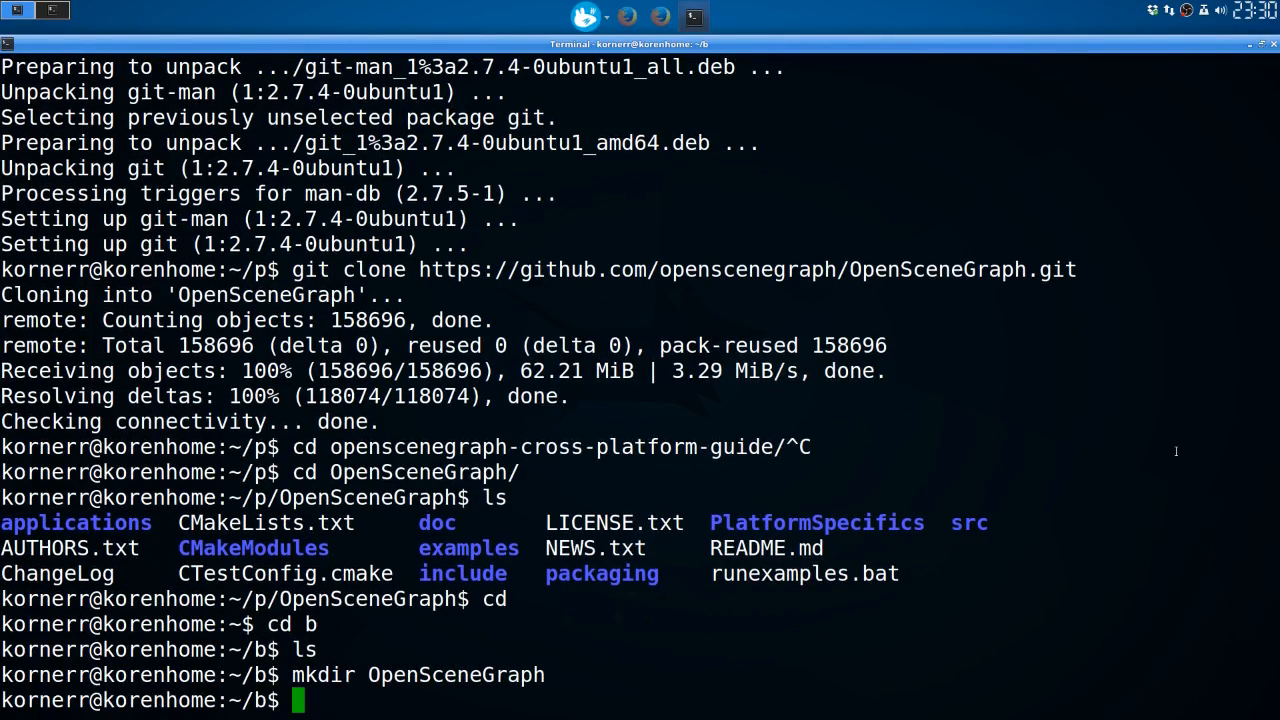 23:30
Terminal - kornerr@korenhome: ~/b
Preparing to unpack .../git-man_1%3a2.7.4-0ubuntu1_all.deb ...
Unpacking git-man (1:2.7.4-0ubuntu1) ...
Selecting previously unselected package git.
Preparing to unpack .../git_1%3a2.7.4-0ubuntu1_amd64.deb ...
Unpacking git (1:2.7.4-0ubuntu1) ...
Processing triggers for man-db (2.7.5-1) ...
Setting up git-man (1:2.7.4-0ubuntu1) ...
Setting up git (1:2.7.4-0ubuntu1) ...
kornerr@korenhome:~/p$ git clone https://github.com/openscenegraph/OpenSceneGraph.git
Cloning into 'OpenSceneGraph'...
remote: Counting objects: 158696, done.
remote: Total 158696 (delta 0), reused 0 (delta 0), pack-reused 158696
Receiving objects: 100% (158696/158696), 62.21 MiB | 3.29 MiB/s, done.
Resolving deltas: 100% (118074/118074), done.
Checking connectivity... done.
kornerr@korenhome:~/p$ cd openscenegraph-cross-platform-guide/^C
kornerr@korenhome:~/p$ cd OpenSceneGraph/
kornerr@korenhome:~/p/OpenSceneGraph$ ls
applications CMakeLists.txt doc LICENSE.txt PlatformSpecifics src
AUTHORS.txt CMakeModules examples NEWS.txt README.md
ChangeLog CTestConfig.cmake include packaging runexamples.bat
kornerr@korenhome:~/p/OpenSceneGraph$ cd
kornerr@korenhome:~$ cd b
kornerr@korenhome:~/b$ ls
kornerr@korenhome:~/b$ mkdir OpenSceneGraph
kornerr@korenhome:~/b$